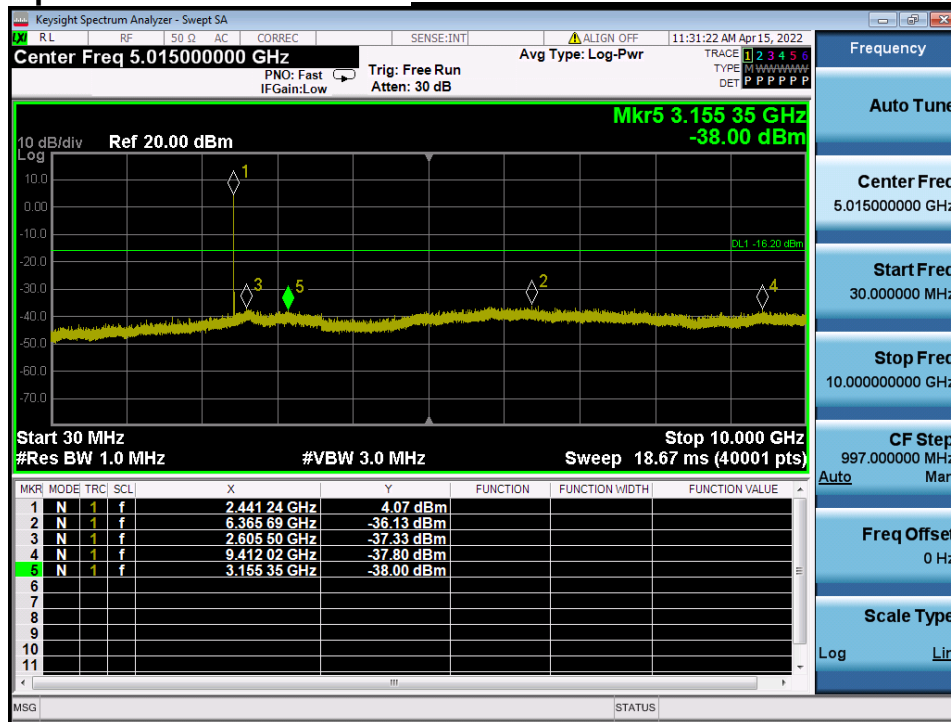 Keysight Spectrum Analyzer - Swept SA
LXI RL RF 50 Ω AC CORREC SENSE:INT ALIGN OFF 11:31:22 AM Apr 15, 2022
Center Freq 5.015000000 GHz
PNO: Fast
IFGain:Low
Trig: Free Run
Atten: 30 dB
Avg Type: Log-Pwr
TRACE 1 2 3 4 5 6
TYPE M WWWWW
DET P P P P P P
Mkr5 3.155 35 GHz
-38.00 dBm
10 dB/div Ref 20.00 dBm
Log
10.0
0.00
-10.0
-20.0
-30.0
-40.0
-50.0
-60.0
-70.0
1
DL1 -16.20 dBm
3
5
2
4
Start 30 MHz Stop 10.000 GHz
#Res BW 1.0 MHz #VBW 3.0 MHz Sweep 18.67 ms (40001 pts)
MKR MODE TRC SCL X Y FUNCTION FUNCTION WIDTH FUNCTION VALUE
1 N 1 f 2.441 24 GHz 4.07 dBm
2 N 1 f 6.365 69 GHz -36.13 dBm
3 N 1 f 2.605 50 GHz -37.33 dBm
4 N 1 f 9.412 02 GHz -37.80 dBm
5 N 1 f 3.155 35 GHz -38.00 dBm
6
7
8
9
10
11
MSG STATUS
Frequency
Auto Tune
Center Freq
5.015000000 GHz
Start Freq
30.000000 MHz
Stop Freq
10.000000000 GHz
CF Step
997.000000 MHz
Auto Man
Freq Offset
0 Hz
Scale Type
Log Lin